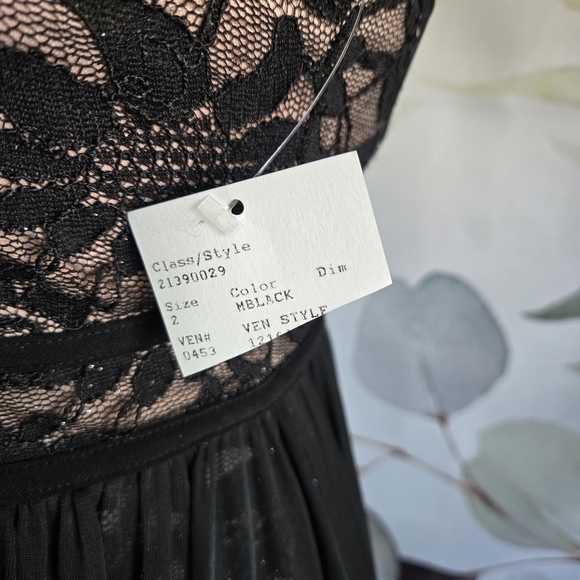 Class/Style
21390029
Size Color Dim
2 MBLACK
VEN# VEN STYLE
0453